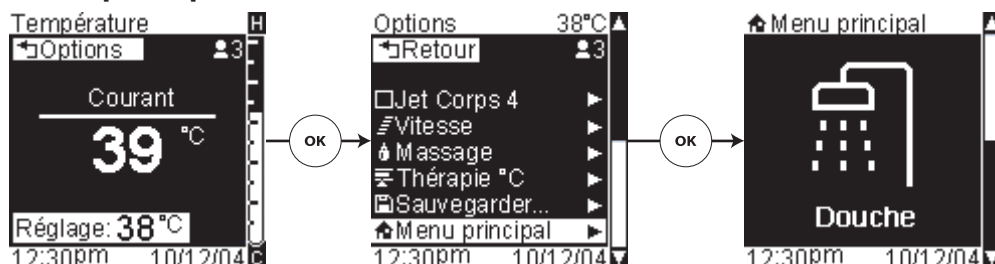 Température H
Options 3
Courant
39 °C
Réglage: 38°C
12:30pm 10/12/04 C
OK
Options 38°C
Retour 3
Jet Corps 4
Vitesse
Massage
Thérapie °C
Sauvegarder...
Menu principal
12:30pm 10/12/04
OK
Menu principal
Douche
12:30pm 10/12/04